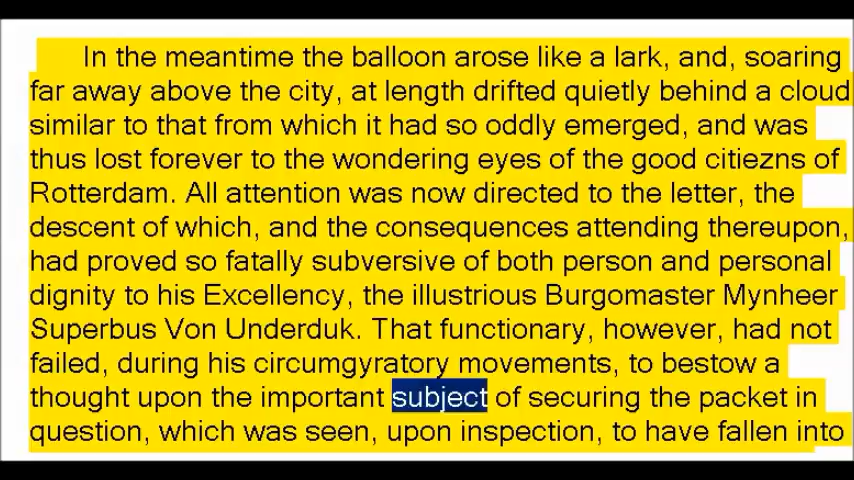 In the meantime the balloon arose like a lark, and, soaring
far away above the city, at length drifted quietly behind a cloud
similar to that from which it had so oddly emerged, and was
thus lost forever to the wondering eyes of the good citiezns of
Rotterdam. All attention was now directed to the letter, the
descent of which, and the consequences attending thereupon,
had proved so fatally subversive of both person and personal
dignity to his Excellency, the illustrious Burgomaster Mynheer
Superbus Von Underduk. That functionary, however, had not
failed, during his circumgyratory movements, to bestow a
thought upon the important subject of securing the packet in
question, which was seen, upon inspection, to have fallen into